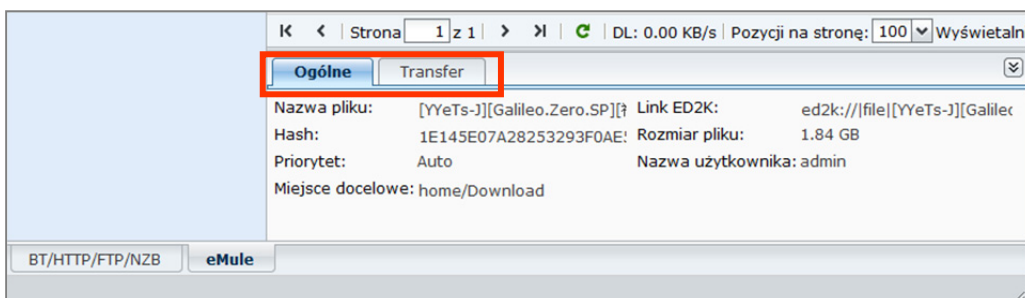 Strona 1 z 1 DL: 0.00 KB/s Pozycji na stronę: 100 Wyświetaln
Ogólne Transfer
Nazwa pliku: [YYeTs-J][Galileo.Zero.SP][ Link ED2K: ed2k://|file|[YYeTs-J][Galilec
Hash: 1E145E07A28253293F0AE Rozmiar pliku: 1.84 GB
Priorytet: Auto Nazwa użytkownika: admin
Miejsce docelowe: home/Download
BT/HTTP/FTP/NZB eMule